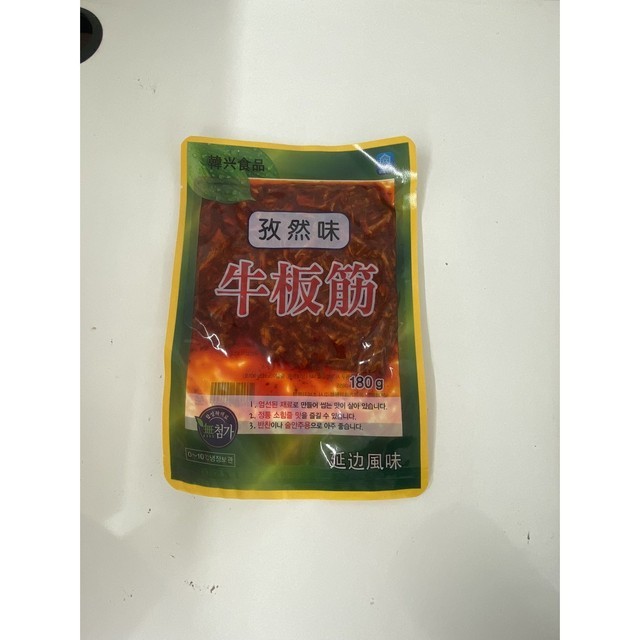 韓兴食品
孜然味
牛板筋
180g
1. 엄선된 재료로 만들어 씹는 맛이 살아 있습니다.
2. 정통 소힘줄 맛을 즐길 수 있습니다.
3. 반찬이나 술안주용으로 아주 좋습니다.
無첨가
延边風味